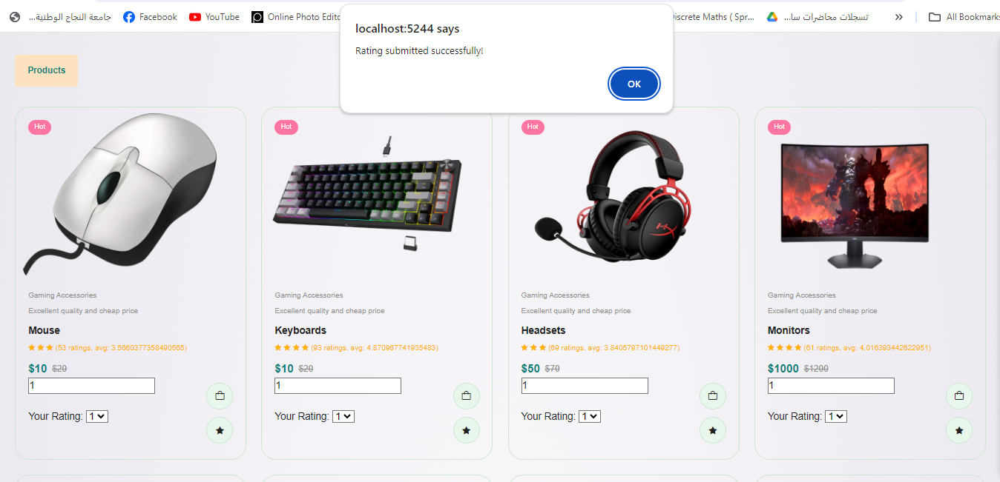 جامعة النجاح الوطنية...
Facebook
YouTube
Online Photo Edito
iscrete Maths ( Spr...
تسجلات محاضرات سا...
All Bookmarks
localhost:5244 says
Rating submitted successfully!
OK
Products
Hot
Hot
Hot
Hot
Gaming Accessories
Excellent quality and cheap price
Mouse
(53 ratings, avg: 3.5660377358490565)
$10 $20
1
Your Rating: 1
Gaming Accessories
Excellent quality and cheap price
Keyboards
(93 ratings, avg: 4.870967741935483)
$10 $20
1
Your Rating: 1
Gaming Accessories
Excellent quality and cheap price
Headsets
(69 ratings, avg: 3.8405797101449277)
$50 $70
1
Your Rating: 1
Gaming Accessories
Excellent quality and cheap price
Monitors
(61 ratings, avg: 4.016393442622951)
$1000 $1200
1
Your Rating: 1